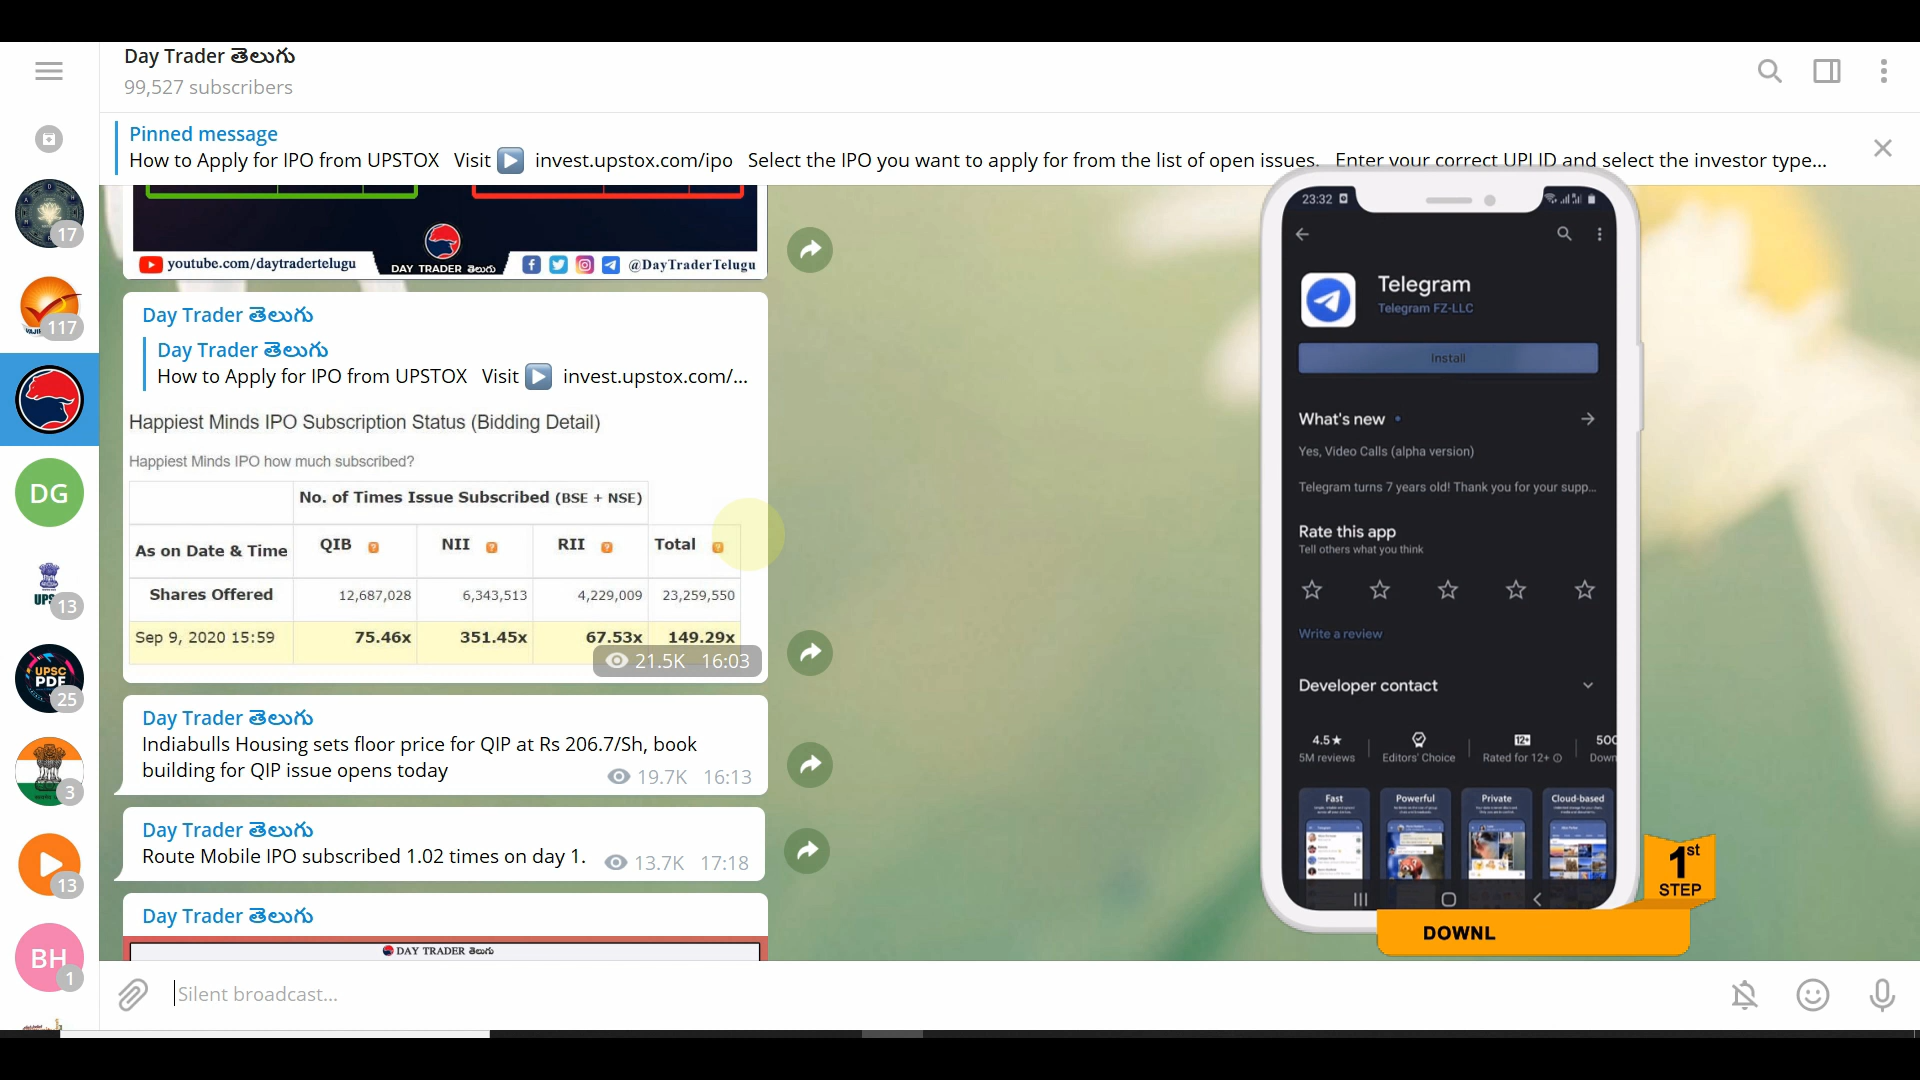 Day Trader తెలుగు
99,527 subscribers
Pinned message
How to Apply for IPO from UPSTOX Visit ▶ invest.upstox.com/ipo Select the IPO you want to apply for from the list of open issues. Enter your correct UPI ID and select the investor type...
youtube.com/daytradertelugu
DAY TRADER తెలుగు
@DayTraderTelugu
Day Trader తెలుగు
Day Trader తెలుగు
How to Apply for IPO from UPSTOX Visit ▶ invest.upstox.com/...
Happiest Minds IPO Subscription Status (Bidding Detail)
Happiest Minds IPO how much subscribed?
No. of Times Issue Subscribed (BSE + NSE)
As on Date & Time QIB ? NII ? RII ? Total ?
Shares Offered 12,687,028 6,343,513 4,229,009 23,259,550
Sep 9, 2020 15:59 75.46x 351.45x 67.53x 149.29x
21.5K 16:03
Day Trader తెలుగు
Indiabulls Housing sets floor price for QIP at Rs 206.7/Sh, book
building for QIP issue opens today
19.7K 16:13
Day Trader తెలుగు
Route Mobile IPO subscribed 1.02 times on day 1.
13.7K 17:18
Day Trader తెలుగు
DAY TRADER తెలుగు
Silent broadcast...
17
117
DG
UPS
13
UPSC
PDF
25
3
13
BH
1
23:32
Telegram
Telegram FZ-LLC
Install
What's new
Yes, Video Calls (alpha version)
Telegram turns 7 years old! Thank you for your supp...
Rate this app
Tell others what you think
Write a review
Developer contact
4.5★ 12+ 500
5M reviews Editors' Choice Rated for 12+ Down
Fast Powerful Private Cloud-based
1st
STEP
DOWNL